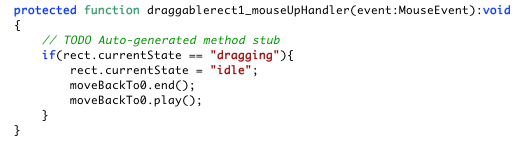 protected function draggablerect1_mouseUpHandler(event:MouseEvent):void
{
    // TODO Auto-generated method stub
    if(rect.currentState == "dragging"){
        rect.currentState = "idle";
        moveBackTo0.end();
        moveBackTo0.play();
    }
}